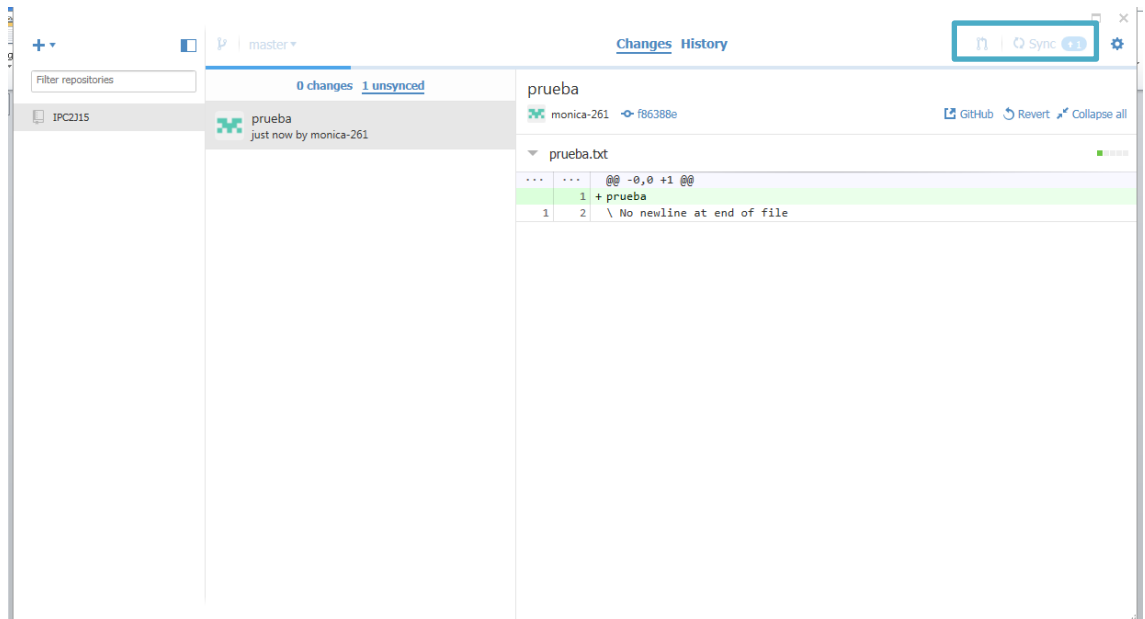 master
Changes History
Sync 1
Filter repositories
IPC2J15
0 changes 1 unsynced
prueba
just now by monica-261
prueba
monica-261 f86388e
GitHub Revert Collapse all
prueba.txt
... ... @@ -0,0 +1 @@
1 + prueba
1 2 \ No newline at end of file